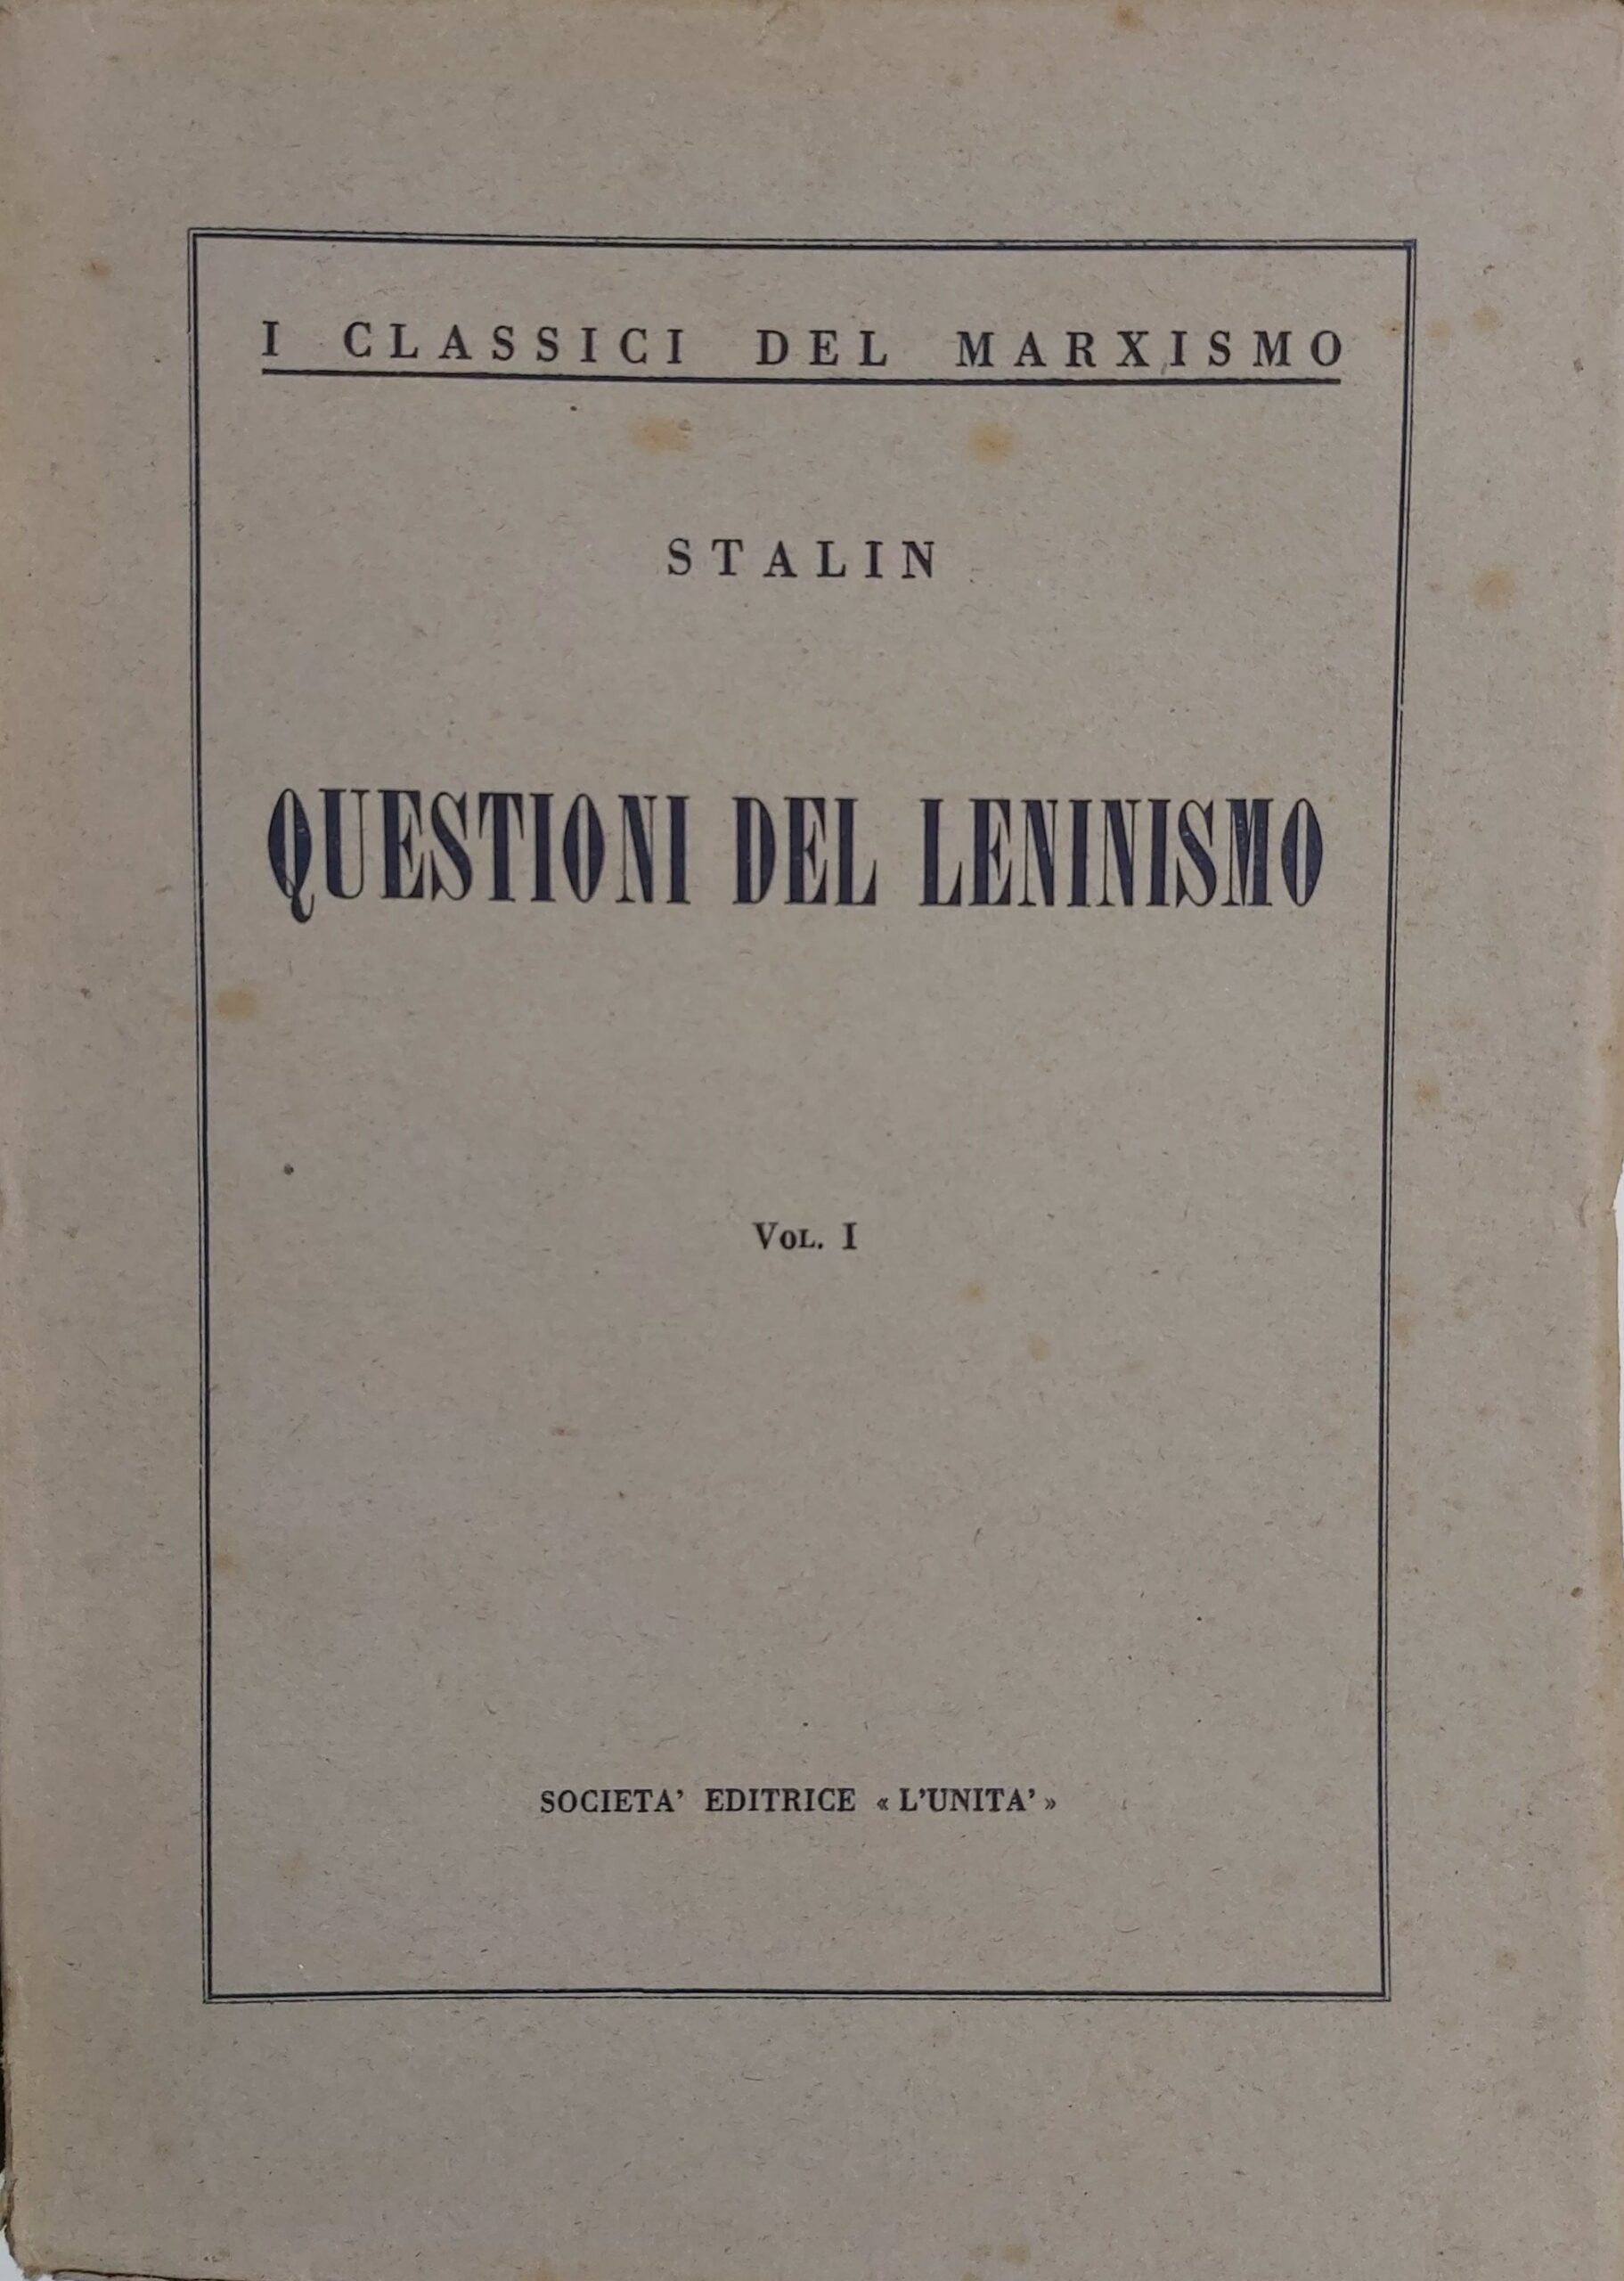 I CLASSICI DEL MARXISMO
STALIN
QUESTIONI DEL LENINISMO
VOL. I
SOCIETA' EDITRICE « L'UNITA' »